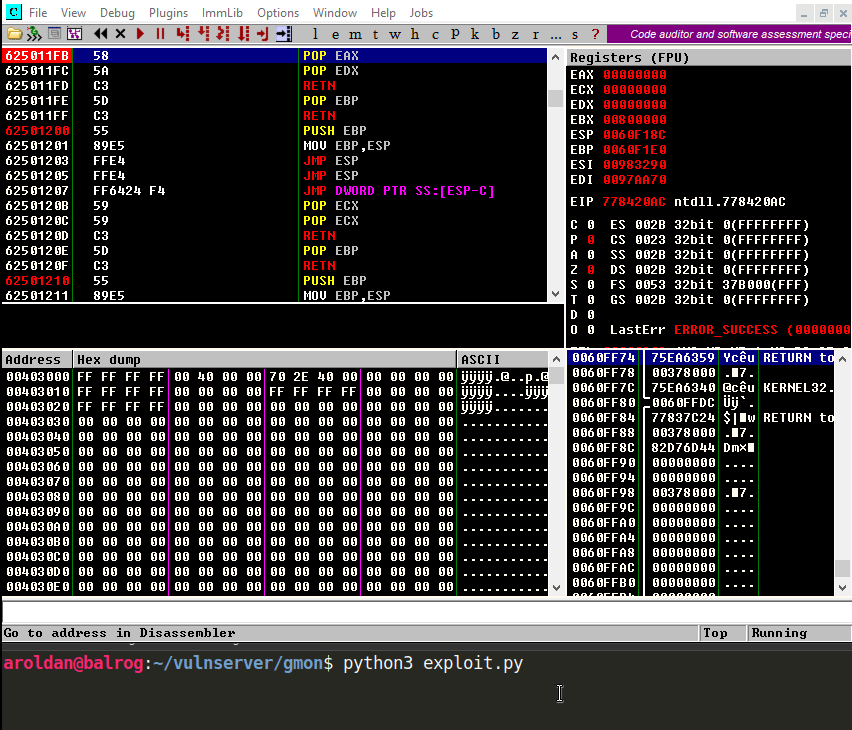 C File View Debug Plugins ImmLib Options Window Help Jobs
l e m t w h c p k b z r ... s ? Code auditor and software assessment speci
625011FB 58 POP EAX
625011FC 5A POP EDX
625011FD C3 RETN
625011FE 5D POP EBP
625011FF C3 RETN
62501200 55 PUSH EBP
62501201 89E5 MOV EBP,ESP
62501203 FFE4 JMP ESP
62501205 FFE4 JMP ESP
62501207 FF6424 F4 JMP DWORD PTR SS:[ESP-C]
6250120B 59 POP ECX
6250120C 59 POP ECX
6250120D C3 RETN
6250120E 5D POP EBP
6250120F C3 RETN
62501210 55 PUSH EBP
62501211 89E5 MOV EBP,ESP
Registers (FPU)
EAX 00000000
ECX 00000000
EDX 00000000
EBX 00800000
ESP 0060F18C
EBP 0060F1E0
ESI 00983290
EDI 0097AA70
EIP 778420AC ntdll.778420AC
C 0 ES 002B 32bit 0(FFFFFFFF)
P 0 CS 0023 32bit 0(FFFFFFFF)
A 0 SS 002B 32bit 0(FFFFFFFF)
Z 0 DS 002B 32bit 0(FFFFFFFF)
S 0 FS 0053 32bit 37B000(FFF)
T 0 GS 002B 32bit 0(FFFFFFFF)
D 0
O 0 LastErr ERROR_SUCCESS (0000000
Address Hex dump ASCII
00403000 FF FF FF FF 00 40 00 00 70 2E 40 00 00 00 00 00 ÿÿÿÿ.@..p.@
00403010 FF FF FF FF 00 00 00 00 FF FF FF FF 00 00 00 00 ÿÿÿÿ....ÿÿÿ
00403020 FF FF FF FF 00 00 00 00 00 00 00 00 00 00 00 00 ÿÿÿÿ.......
00403030 00 00 00 00 00 00 00 00 00 00 00 00 00 00 00 00 ...........
00403040 00 00 00 00 00 00 00 00 00 00 00 00 00 00 00 00 ...........
00403050 00 00 00 00 00 00 00 00 00 00 00 00 00 00 00 00 ...........
00403060 00 00 00 00 00 00 00 00 00 00 00 00 00 00 00 00 ...........
00403070 00 00 00 00 00 00 00 00 00 00 00 00 00 00 00 00 ...........
00403080 00 00 00 00 00 00 00 00 00 00 00 00 00 00 00 00 ...........
00403090 00 00 00 00 00 00 00 00 00 00 00 00 00 00 00 00 ...........
004030A0 00 00 00 00 00 00 00 00 00 00 00 00 00 00 00 00 ...........
004030B0 00 00 00 00 00 00 00 00 00 00 00 00 00 00 00 00 ...........
004030C0 00 00 00 00 00 00 00 00 00 00 00 00 00 00 00 00 ...........
004030D0 00 00 00 00 00 00 00 00 00 00 00 00 00 00 00 00 ...........
004030E0 00 00 00 00 00 00 00 00 00 00 00 00 00 00 00 00 ...........
0060FF74 75EA6359 Ycêu RETURN to
0060FF78 00378000 .█7.
0060FF7C 75EA6340 @cêu KERNEL32.
0060FF80 0060FFDC Üÿ`.
0060FF84 77837C24 $|█w RETURN to
0060FF88 00378000 .█7.
0060FF8C 82D76D44 Dm×█
0060FF90 00000000 ....
0060FF94 00000000 ....
0060FF98 00378000 .█7.
0060FF9C 00000000 ....
0060FFA0 00000000 ....
0060FFA4 00000000 ....
0060FFA8 00000000 ....
0060FFAC 00000000 ....
0060FFB0 00000000 ....
Go to address in Disassembler Top Running
aroldan@balrog:~/vulnserver/gmon$ python3 exploit.py